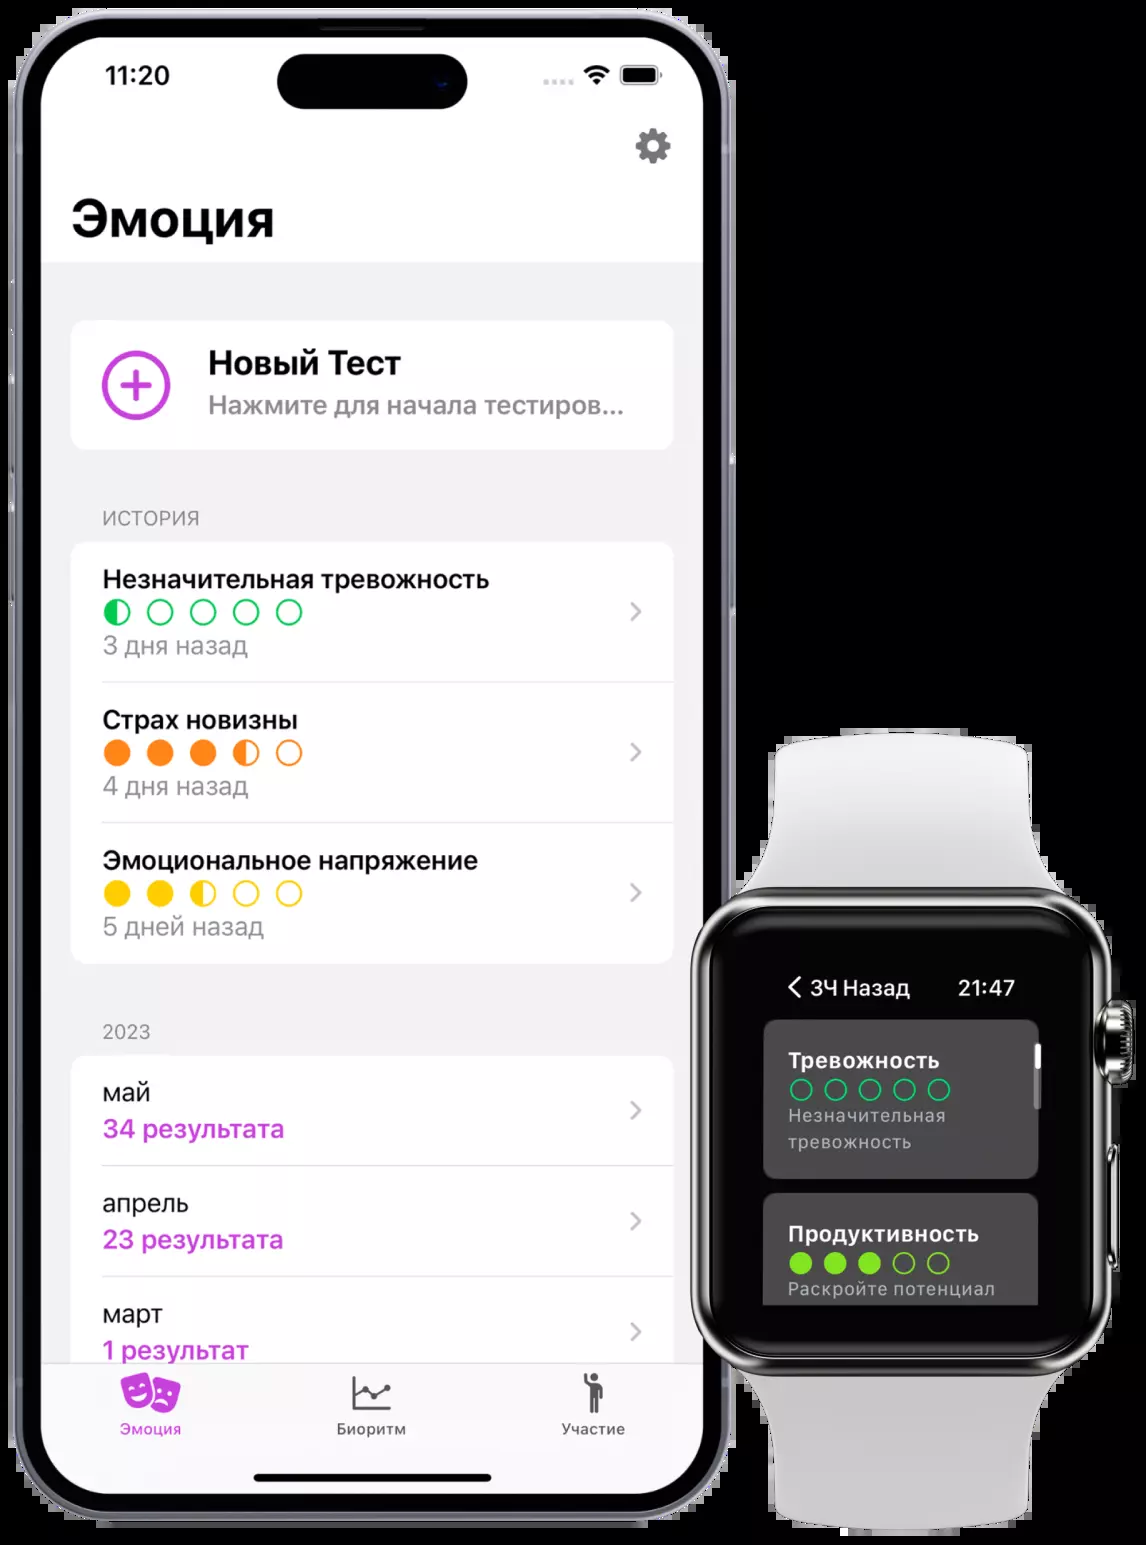 11:20
Эмоция
Новый Тест
Нажмите для начала тестиров...
ИСТОРИЯ
Незначительная тревожность
3 дня назад
Страх новизны
4 дня назад
Эмоциональное напряжение
5 дней назад
2023
май
34 результата
апрель
23 результата
март
1 результат
Эмоция
Биоритм
Участие
3Ч Назад
21:47
Тревожность
Незначительная
тревожность
Продуктивность
Раскройте потенциал